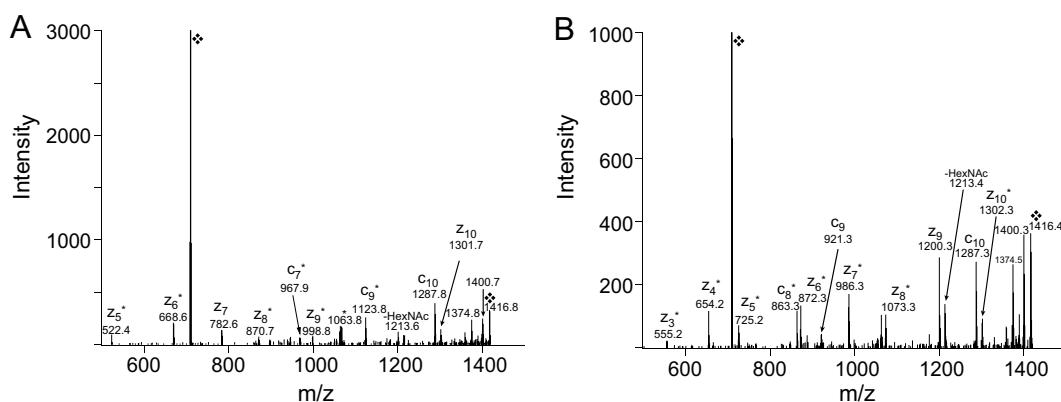 A
3000
2000
1000
Intensity
600
800
1000
1200
1400
m/z
❖
z5*
522.4
z6*
668.6
z7
782.6
z8*
870.7
c7*
967.9
z9*
998.8
1063.8
c9*
1123.8
-HexNAc
1213.6
c10
1287.8
z10
1301.7
1374.8
1400.7
❖
1416.8
B
1000
800
600
400
200
0
Intensity
600
800
1000
1200
1400
m/z
❖
z3*
555.2
z4*
654.2
z5*
725.2
c8*
863.3
z6*
872.3
c9
921.3
z7*
986.3
z8*
1073.3
z9
1200.3
-HexNAc
1213.4
c10
1287.3
z10*
1302.3
1374.5
1400.3
❖
1416.4